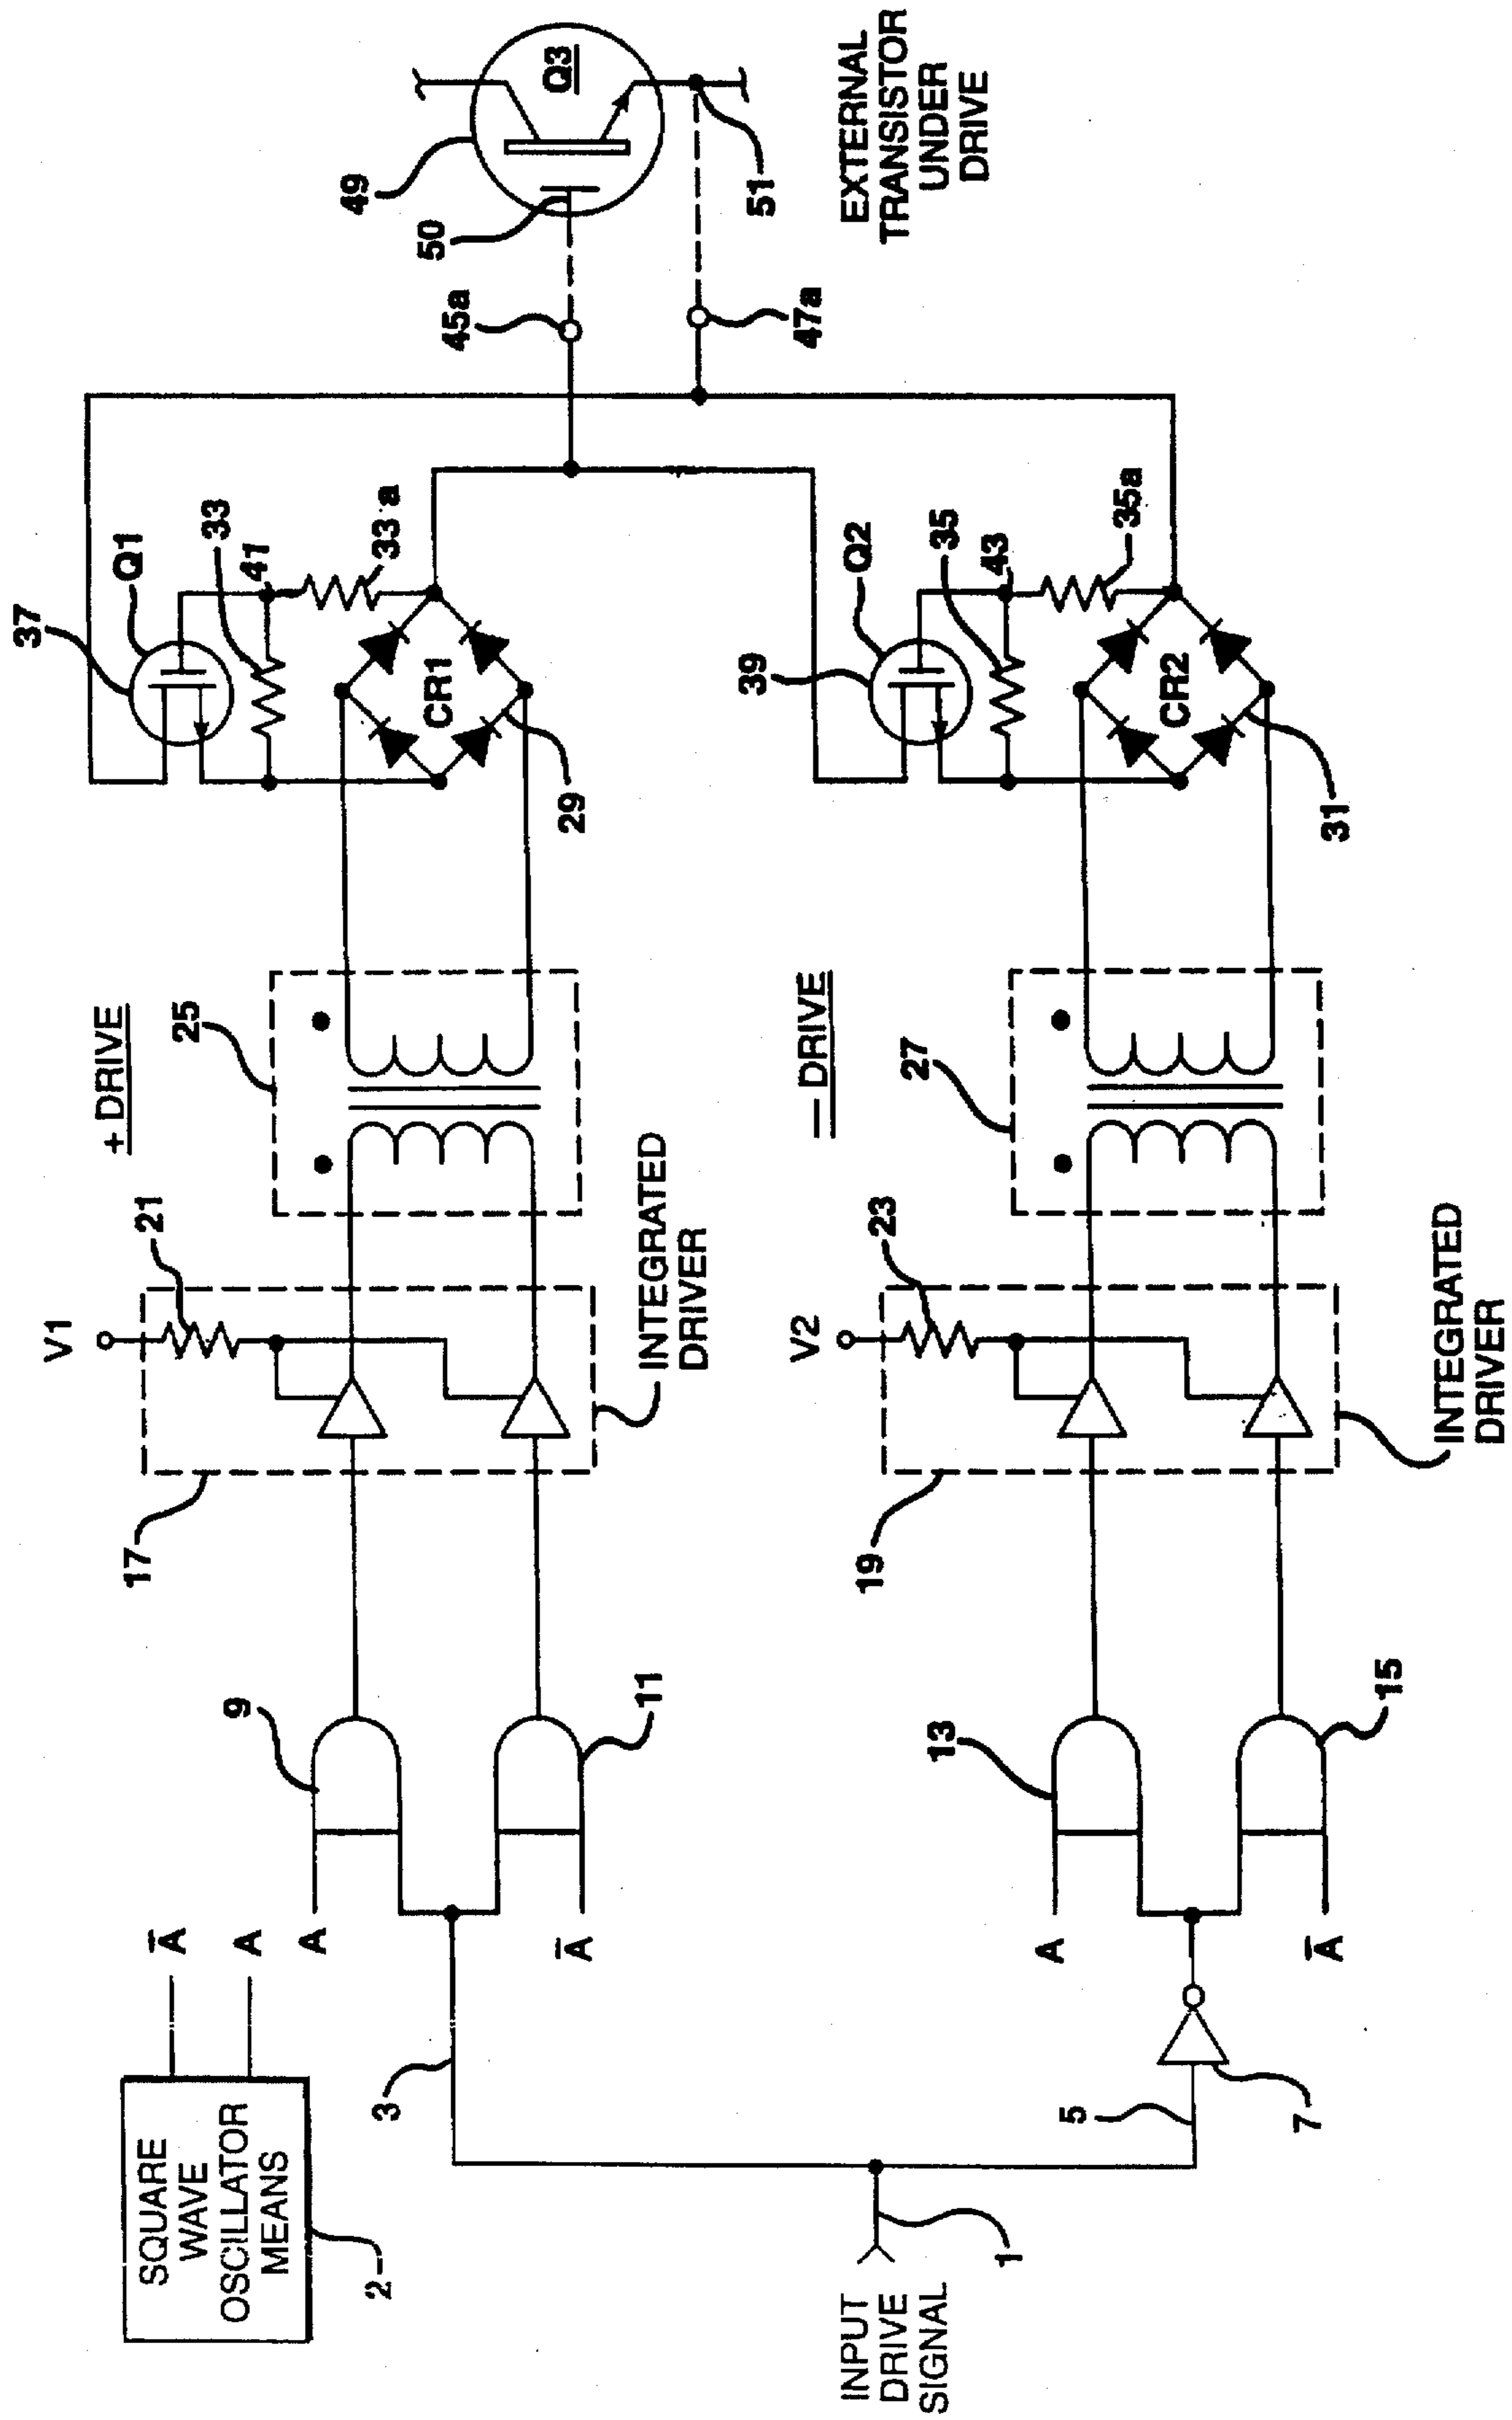 SQUARE
WAVE
OSCILLATOR
MEANS
2
Ā
A
A
Ā
9
11
3
INPUT
DRIVE
SIGNAL
1
5
7
A
Ā
13
15
V1
21
17
INTEGRATED
DRIVER
+ DRIVE
25
V2
23
19
INTEGRATED
DRIVER
— DRIVE
27
37
Q1
33
41
33a
CR1
29
39
Q2
35
43
35a
CR2
31
45a
47a
49
50
Q3
51
EXTERNAL
TRANSISTOR
UNDER
DRIVE